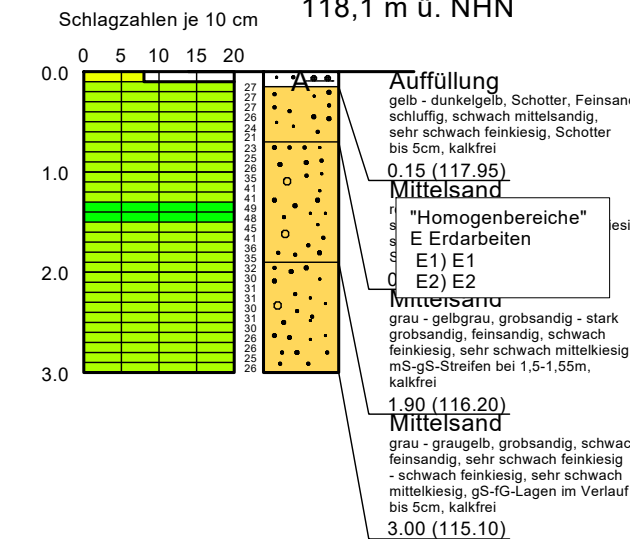 118,1 m ü. NHN
Schlagzahlen je 10 cm
0 5 10 15 20
0.0
1.0
2.0
3.0
27
27
27
26
24
21
23
25
26
35
41
41
49
48
45
41
36
35
32
30
31
31
30
31
30
26
26
25
26
A
Auffüllung
gelb - dunkelgelb, Schotter, Feinsand
schluffig, schwach mittelsandig,
sehr schwach feinkiesig, Schotter
bis 5cm, kalkfrei
0.15 (117.95)
Mittelsand
"Homogenbereiche"
E Erdarbeiten
E1) E1
E2) E2
Mittelsand
grau - gelbgrau, grobsandig - stark
grobsandig, feinsandig, schwach
feinkiesig, sehr schwach mittelkiesig
mS-gS-Streifen bei 1,5-1,55m,
kalkfrei
1.90 (116.20)
Mittelsand
grau - graugelb, grobsandig, schwac
feinsandig, sehr schwach feinkiesig
- schwach feinkiesig, sehr schwach
mittelkiesig, gS-fG-Lagen im Verlauf
bis 5cm, kalkfrei
3.00 (115.10)